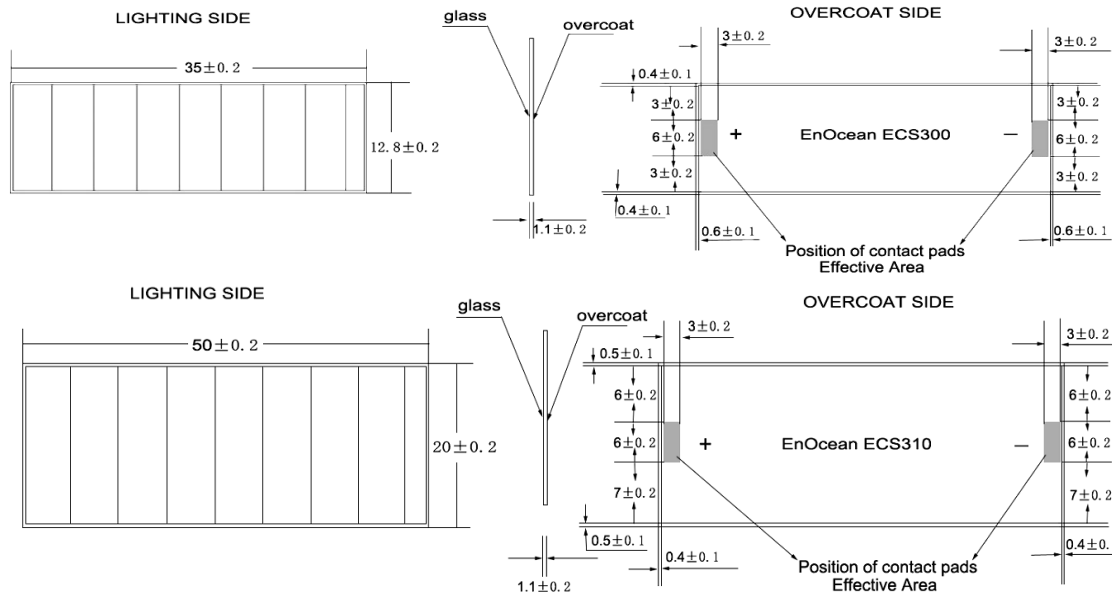 LIGHTING SIDE
35±0.2
12.8±0.2
glass
overcoat
1.1±0.2
OVERCOAT SIDE
3±0.2
3±0.2
0.4±0.1
3±0.2
6±0.2
3±0.2
0.4±0.1
+
EnOcean ECS300
−
3±0.2
6±0.2
3±0.2
0.6±0.1
0.6±0.1
Position of contact pads
Effective Area
LIGHTING SIDE
50±0.2
20±0.2
glass
overcoat
1.1±0.2
OVERCOAT SIDE
3±0.2
3±0.2
0.5±0.1
6±0.2
6±0.2
7±0.2
0.5±0.1
+
EnOcean ECS310
−
6±0.2
6±0.2
7±0.2
0.4±0.1
0.4±0.1
Position of contact pads
Effective Area